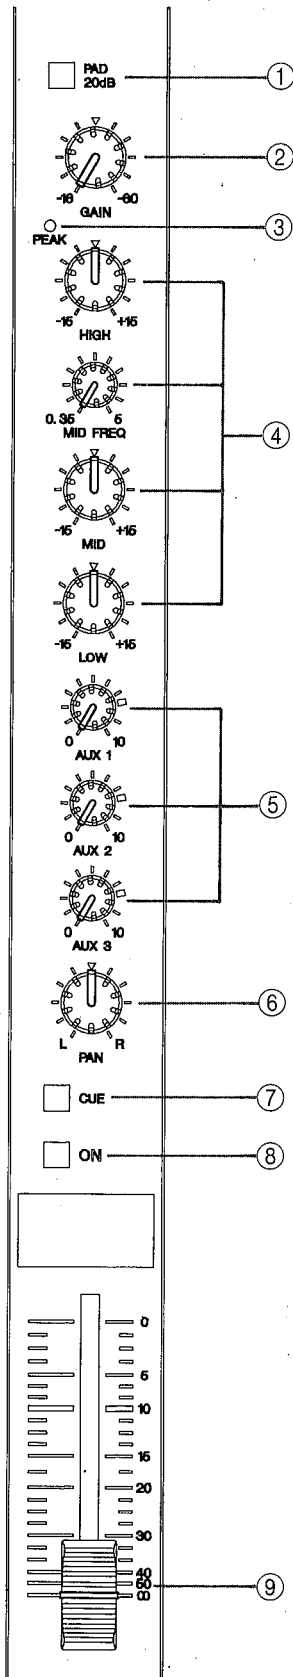 PAD
20dB
①
②
-16 -60
GAIN
③
PEAK
-15 +15
HIGH
0.35 5
MID FREQ
④
-15 +15
MID
-15 +15
LOW
0 10
AUX 1
0 10
AUX 2
⑤
0 10
AUX 3
⑥
L R
PAN
CUE
⑦
ON
⑧
0
5
10
15
20
30
40
50
⑨
∞